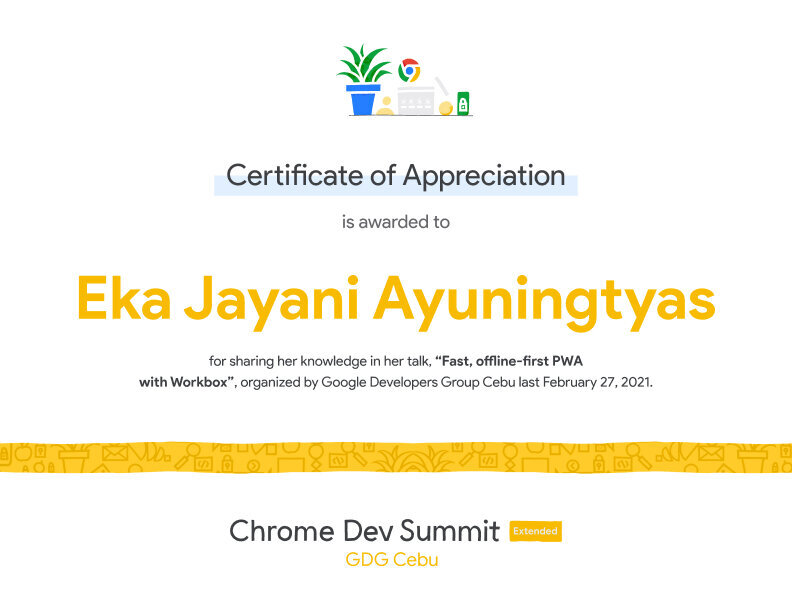 Certificate of Appreciation
is awarded to
Eka Jayani Ayuningtyas
for sharing her knowledge in her talk, “Fast, offline-first PWA
with Workbox”, organized by Google Developers Group Cebu last February 27, 2021.
Chrome Dev Summit Extended
GDG Cebu